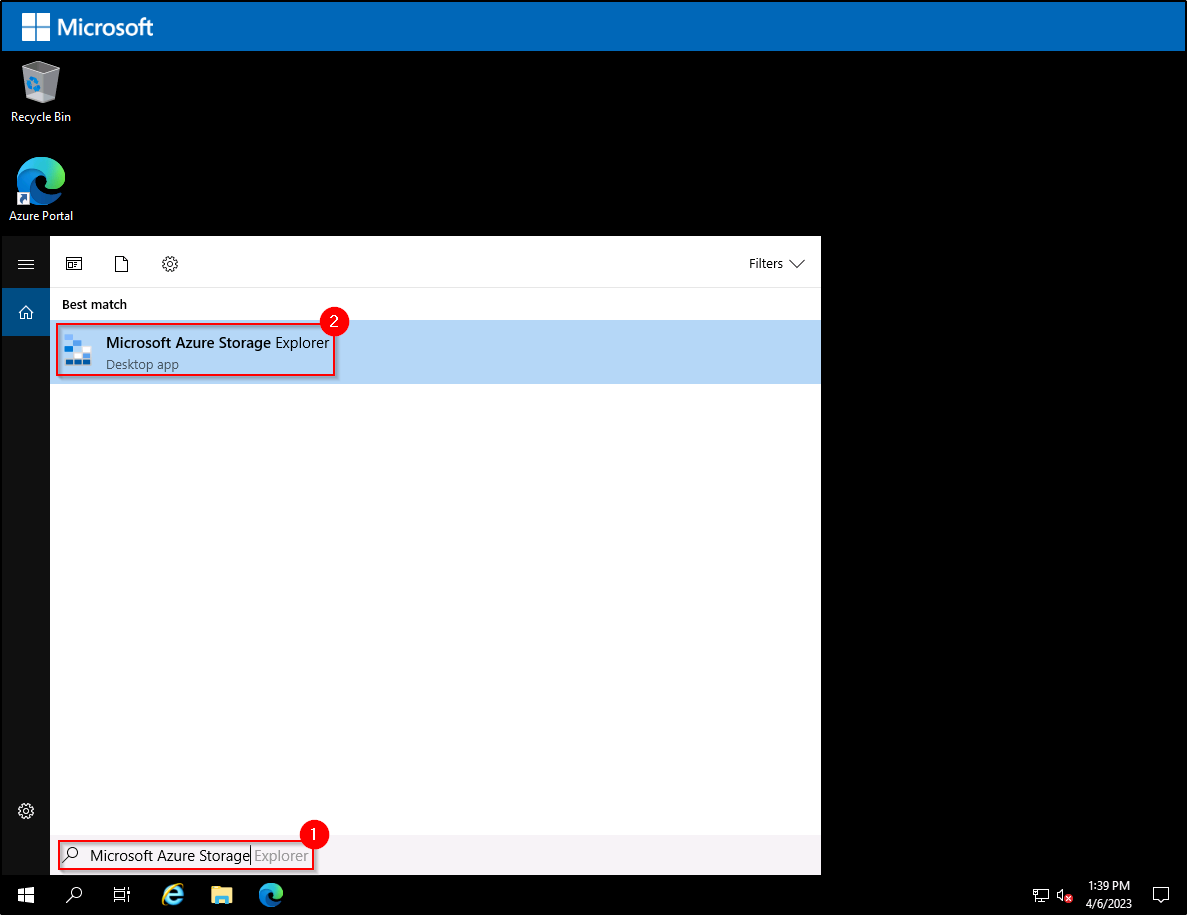 Microsoft
Recycle Bin
Azure Portal
Filters
Best match
2
Microsoft Azure Storage Explorer
Desktop app
1
Microsoft Azure Storage Explorer
1:39 PM
4/6/2023